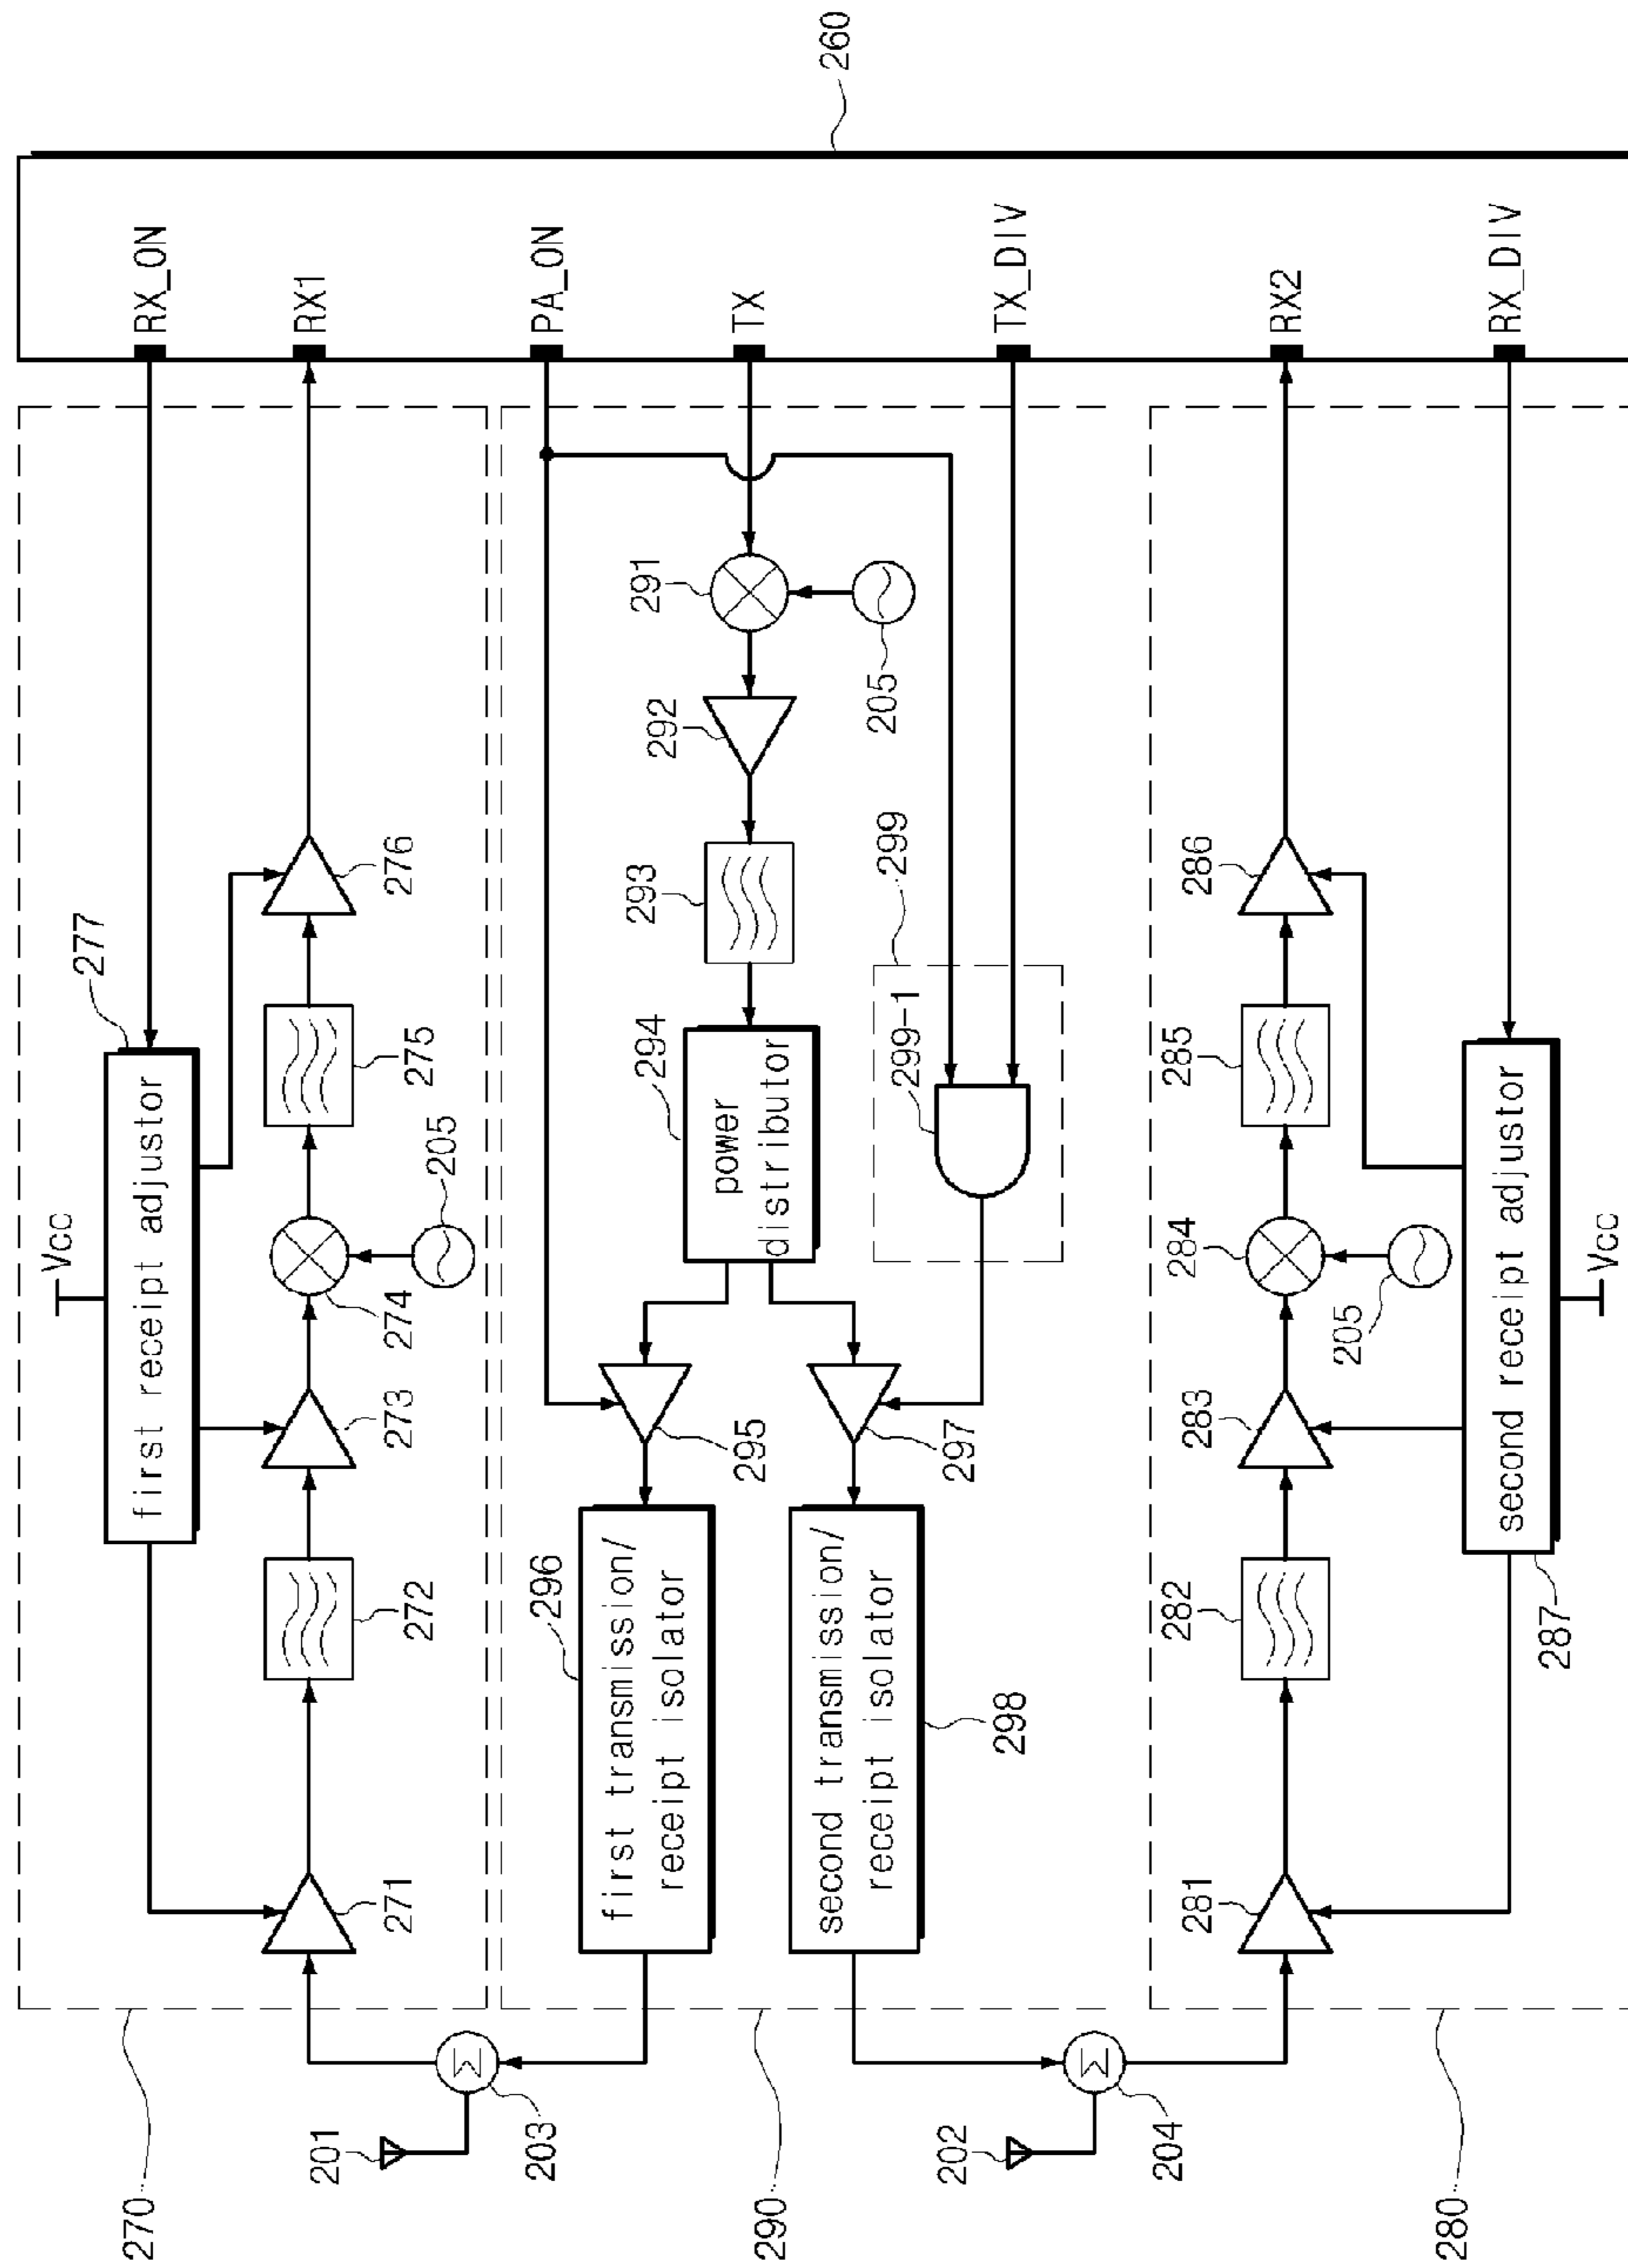 270
201
203
271
272
273
274
205
275
276
277
Vcc
first receipt adjustor
RX_ON
RX1
260
290
296
first transmission/
receipt isolator
295
294
power
distributor
293
292
291
205
PA_ON
TX
TX_DIV
second transmission/
receipt isolator
298
297
299-1
299
202
204
280
281
282
283
284
205
285
286
RX2
RX_DIV
second receipt adjustor
287
Vcc